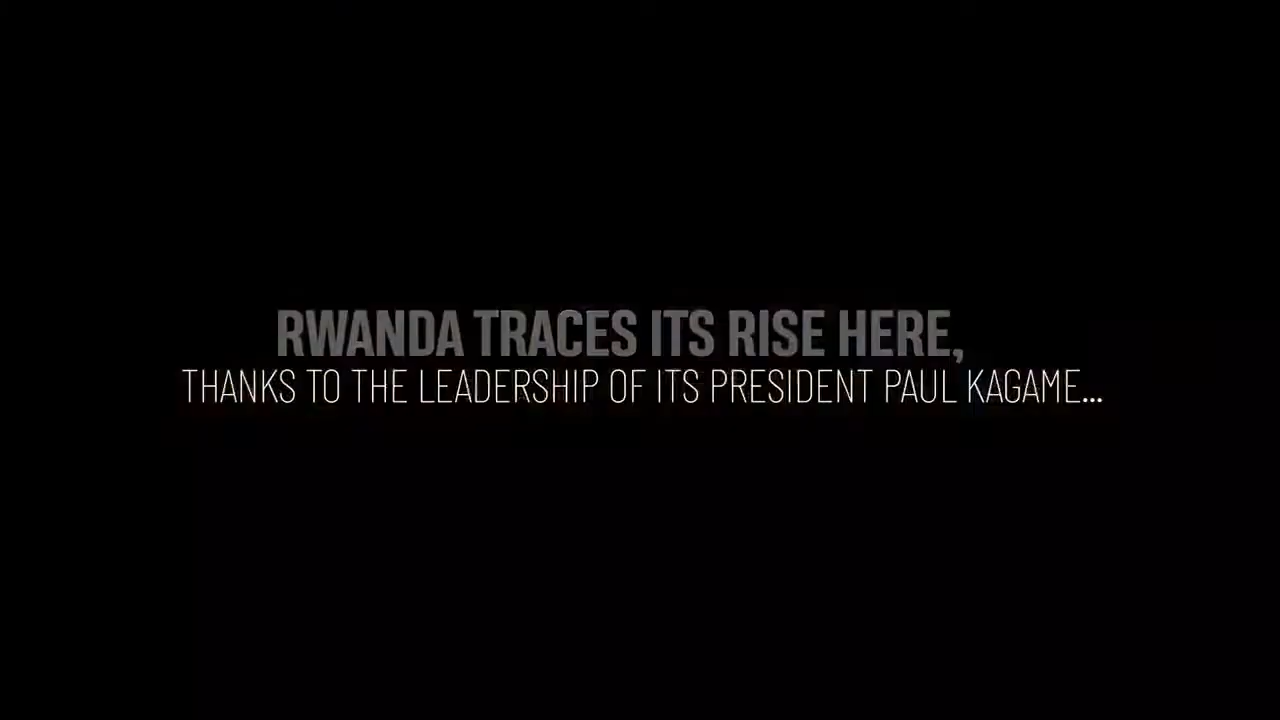 RWANDA TRACES ITS RISE HERE,
THANKS TO THE LEADERSHIP OF ITS PRESIDENT PAUL KAGAME...